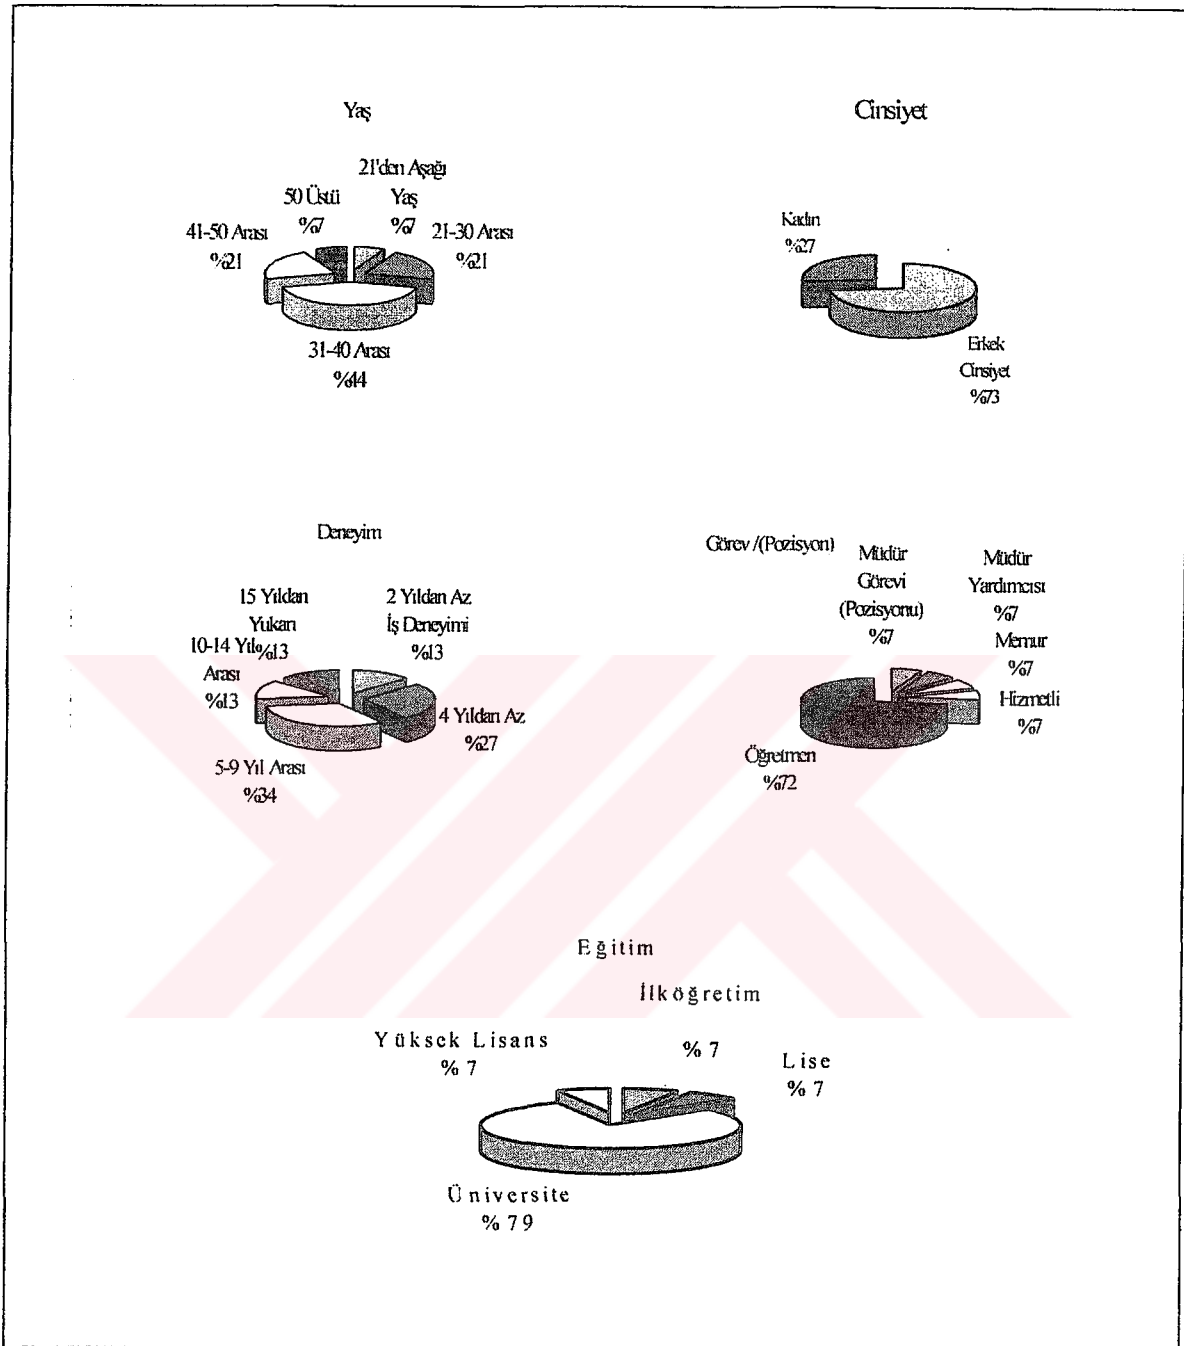 Yaş
21'den Aşağı
Yaş
%7
50 Üstü
%7
41-50 Arası
%21
21-30 Arası
%21
31-40 Arası
%44
Cinsiyet
Kadın
%27
Erkek
Cinsiyet
%73
Deneyim
15 Yıldan
Yukarı
%13
2 Yıldan Az
İş Deneyimi
%13
10-14 Yıl
Arası
%13
4 Yıldan Az
%27
5-9 Yıl Arası
%34
Görev /(Pozisyon)
Müdür
Görevi
(Pozisyonu)
%7
Müdür
Yardımcısı
%7
Memur
%7
Hizmetli
%7
Öğretmen
%72
Eğitim
İlköğretim
% 7
Yüksek Lisans
% 7
Lise
% 7
Üniversite
% 79